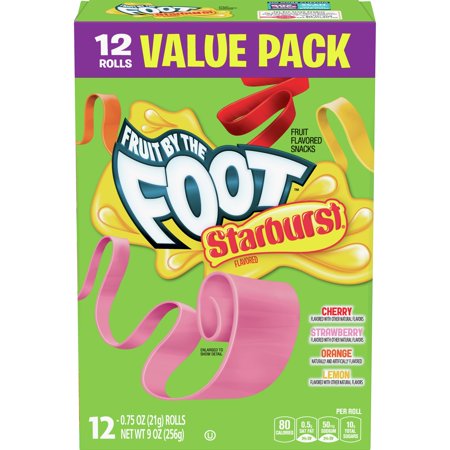 12 ROLLS VALUE PACK
FRUIT BY THE
FOOT™
Starburst®
FLAVORED
FRUIT
FLAVORED
SNACKS
CHERRY
FLAVORED WITH OTHER NATURAL FLAVORS
STRAWBERRY
FLAVORED WITH OTHER NATURAL FLAVORS
ORANGE
NATURALLY AND ARTIFICIALLY FLAVORED
LEMON
FLAVORED WITH OTHER NATURAL FLAVORS
ENLARGED TO
SHOW DETAIL
12 -0.75 OZ (21g) ROLLS
NET WT 9 OZ (256g)
U
PER ROLL
80 CALORIES
0.5g SAT FAT
50mg SODIUM
10g TOTAL SUGARS